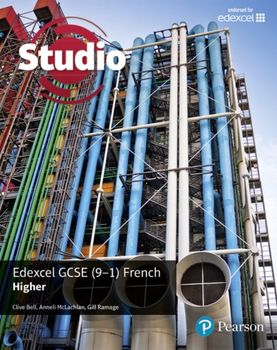 endorsed for
edexcel
Studio
Edexcel GCSE (9–1) French
Higher
Clive Bell, Anneli McLachlan, Gill Ramage
Pearson